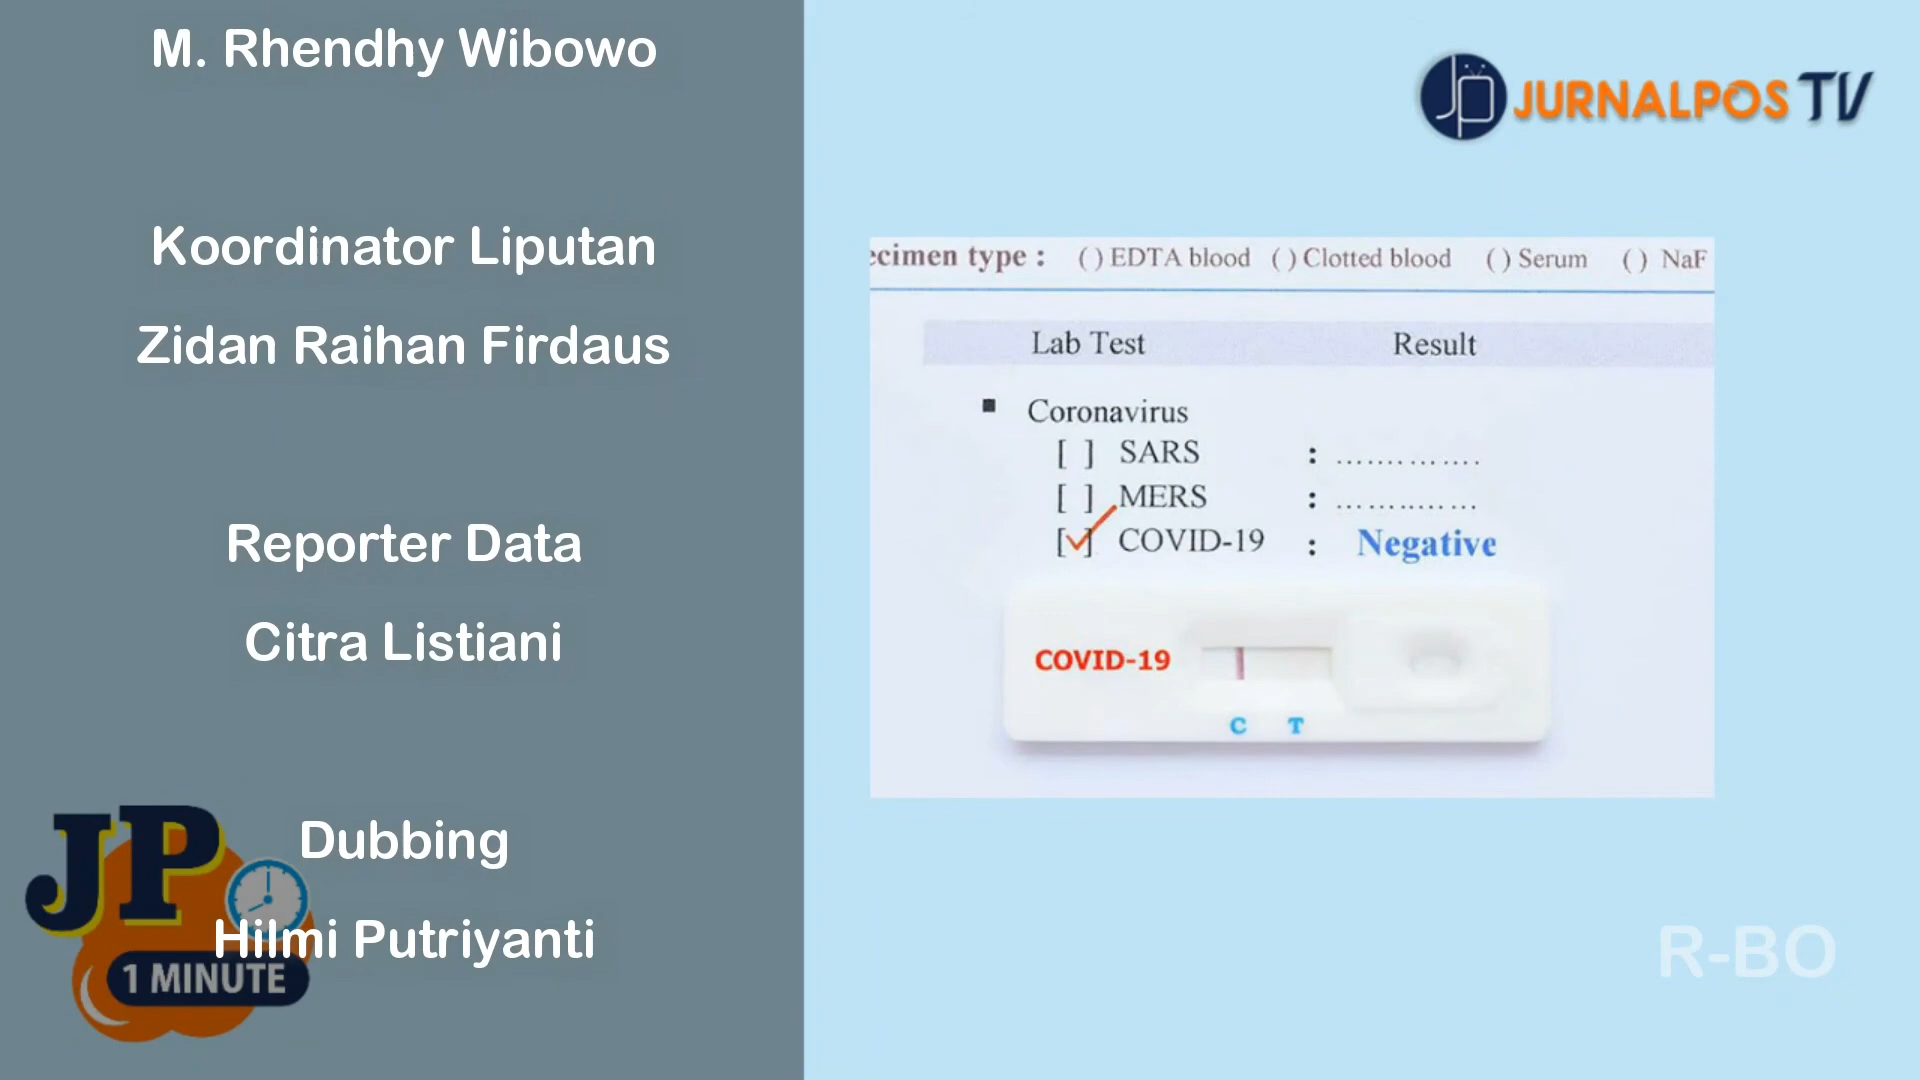 M. Rhendhy Wibowo
Koordinator Liputan
Zidan Raihan Firdaus
Reporter Data
Citra Listiani
Dubbing
Hilmi Putriyanti
JP
1 MINUTE
JP JURNALPOS TV
ecimen type : ( ) EDTA blood ( ) Clotted blood ( ) Serum ( ) NaF
Lab Test Result
Coronavirus
[ ] SARS : ..............
[ ] MERS : ..............
[✓] COVID-19 : Negative
COVID-19
C T
R-BO